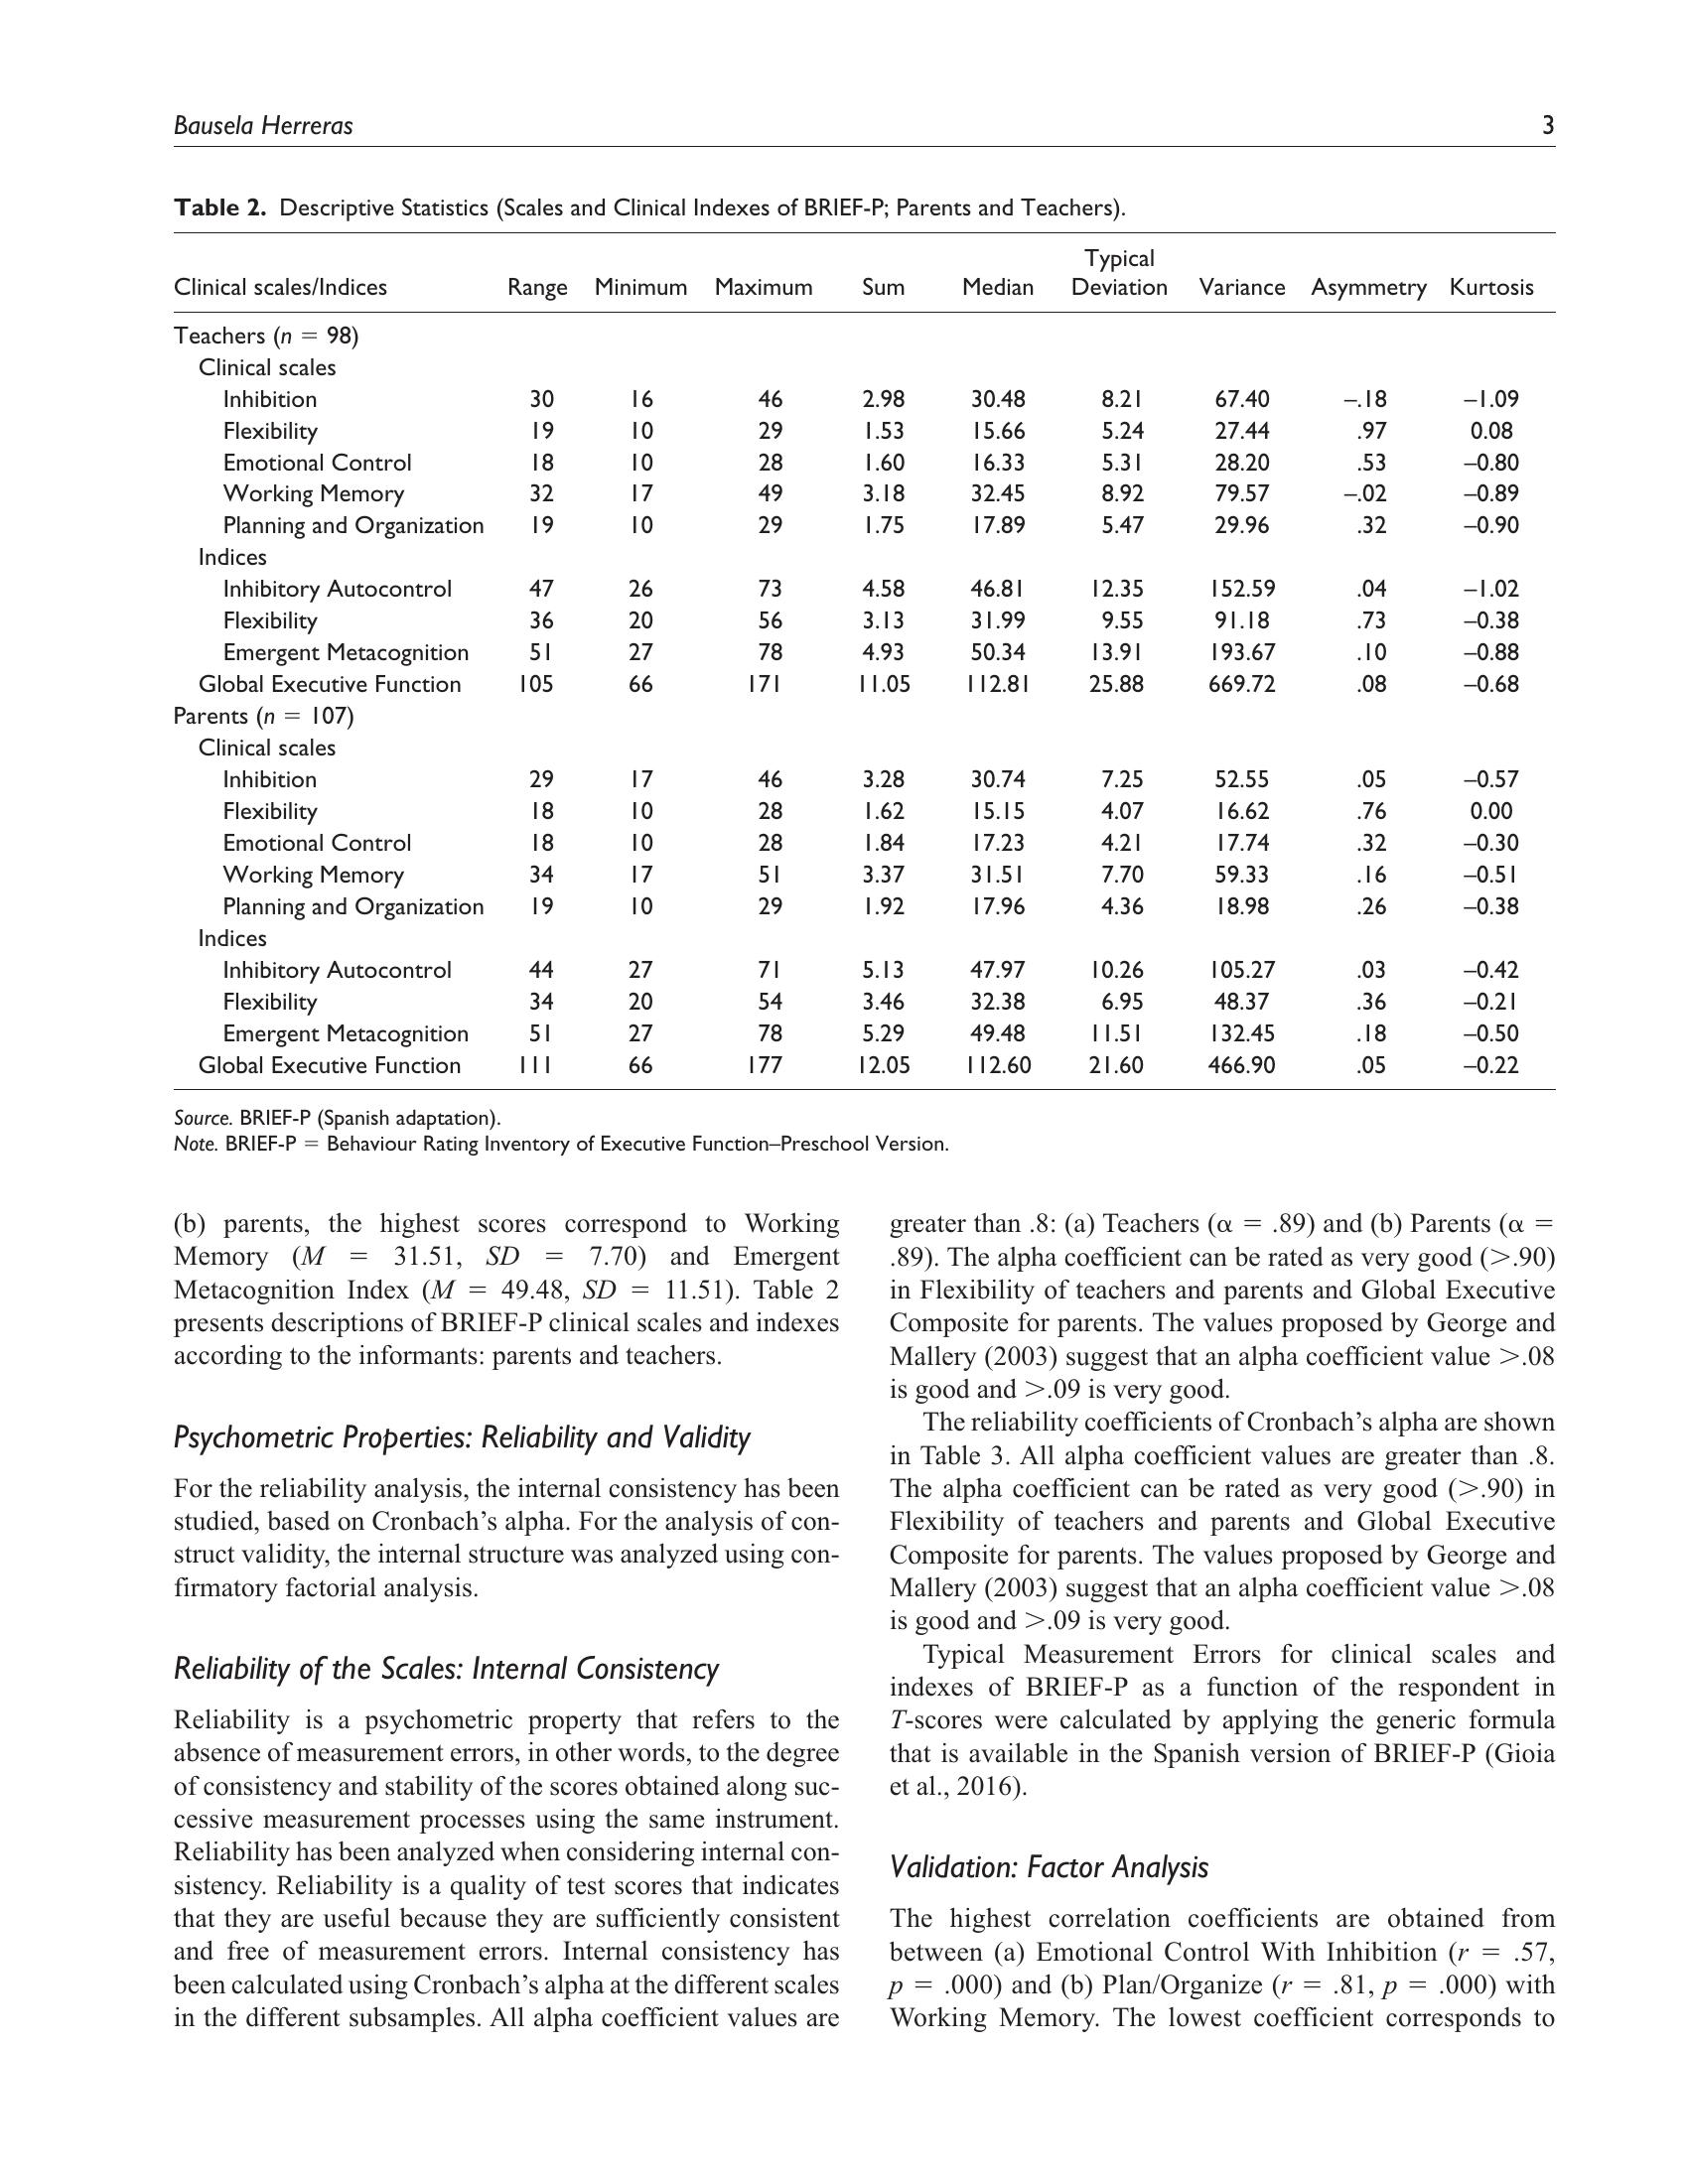 Bausela Herreras 3
Table 2. Descriptive Statistics (Scales and Clinical Indexes of BRIEF-P; Parents and Teachers).
Clinical scales/Indices Range Minimum Maximum Sum Median Typical Deviation Variance Asymmetry Kurtosis
Teachers (n = 98)
Clinical scales
Inhibition 30 16 46 2.98 30.48 8.21 67.40 –.18 –1.09
Flexibility 19 10 29 1.53 15.66 5.24 27.44 .97 0.08
Emotional Control 18 10 28 1.60 16.33 5.31 28.20 .53 –0.80
Working Memory 32 17 49 3.18 32.45 8.92 79.57 –.02 –0.89
Planning and Organization 19 10 29 1.75 17.89 5.47 29.96 .32 –0.90
Indices
Inhibitory Autocontrol 47 26 73 4.58 46.81 12.35 152.59 .04 –1.02
Flexibility 36 20 56 3.13 31.99 9.55 91.18 .73 –0.38
Emergent Metacognition 51 27 78 4.93 50.34 13.91 193.67 .10 –0.88
Global Executive Function 105 66 171 11.05 112.81 25.88 669.72 .08 –0.68
Parents (n = 107)
Clinical scales
Inhibition 29 17 46 3.28 30.74 7.25 52.55 .05 –0.57
Flexibility 18 10 28 1.62 15.15 4.07 16.62 .76 0.00
Emotional Control 18 10 28 1.84 17.23 4.21 17.74 .32 –0.30
Working Memory 34 17 51 3.37 31.51 7.70 59.33 .16 –0.51
Planning and Organization 19 10 29 1.92 17.96 4.36 18.98 .26 –0.38
Indices
Inhibitory Autocontrol 44 27 71 5.13 47.97 10.26 105.27 .03 –0.42
Flexibility 34 20 54 3.46 32.38 6.95 48.37 .36 –0.21
Emergent Metacognition 51 27 78 5.29 49.48 11.51 132.45 .18 –0.50
Global Executive Function 111 66 177 12.05 112.60 21.60 466.90 .05 –0.22
Source. BRIEF-P (Spanish adaptation).
Note. BRIEF-P = Behaviour Rating Inventory of Executive Function–Preschool Version.
(b) parents, the highest scores correspond to Working
Memory (M = 31.51, SD = 7.70) and Emergent
Metacognition Index (M = 49.48, SD = 11.51). Table 2
presents descriptions of BRIEF-P clinical scales and indexes
according to the informants: parents and teachers.
Psychometric Properties: Reliability and Validity
For the reliability analysis, the internal consistency has been
studied, based on Cronbach's alpha. For the analysis of con-
struct validity, the internal structure was analyzed using con-
firmatory factorial analysis.
Reliability of the Scales: Internal Consistency
Reliability is a psychometric property that refers to the
absence of measurement errors, in other words, to the degree
of consistency and stability of the scores obtained along suc-
cessive measurement processes using the same instrument.
Reliability has been analyzed when considering internal con-
sistency. Reliability is a quality of test scores that indicates
that they are useful because they are sufficiently consistent
and free of measurement errors. Internal consistency has
been calculated using Cronbach's alpha at the different scales
in the different subsamples. All alpha coefficient values are
greater than .8: (a) Teachers (α = .89) and (b) Parents (α =
.89). The alpha coefficient can be rated as very good (>.90)
in Flexibility of teachers and parents and Global Executive
Composite for parents. The values proposed by George and
Mallery (2003) suggest that an alpha coefficient value >.08
is good and >.09 is very good.
The reliability coefficients of Cronbach's alpha are shown
in Table 3. All alpha coefficient values are greater than .8.
The alpha coefficient can be rated as very good (>.90) in
Flexibility of teachers and parents and Global Executive
Composite for parents. The values proposed by George and
Mallery (2003) suggest that an alpha coefficient value >.08
is good and >.09 is very good.
Typical Measurement Errors for clinical scales and
indexes of BRIEF-P as a function of the respondent in
T-scores were calculated by applying the generic formula
that is available in the Spanish version of BRIEF-P (Gioia
et al., 2016).
Validation: Factor Analysis
The highest correlation coefficients are obtained from
between (a) Emotional Control With Inhibition (r = .57,
p = .000) and (b) Plan/Organize (r = .81, p = .000) with
Working Memory. The lowest coefficient corresponds to